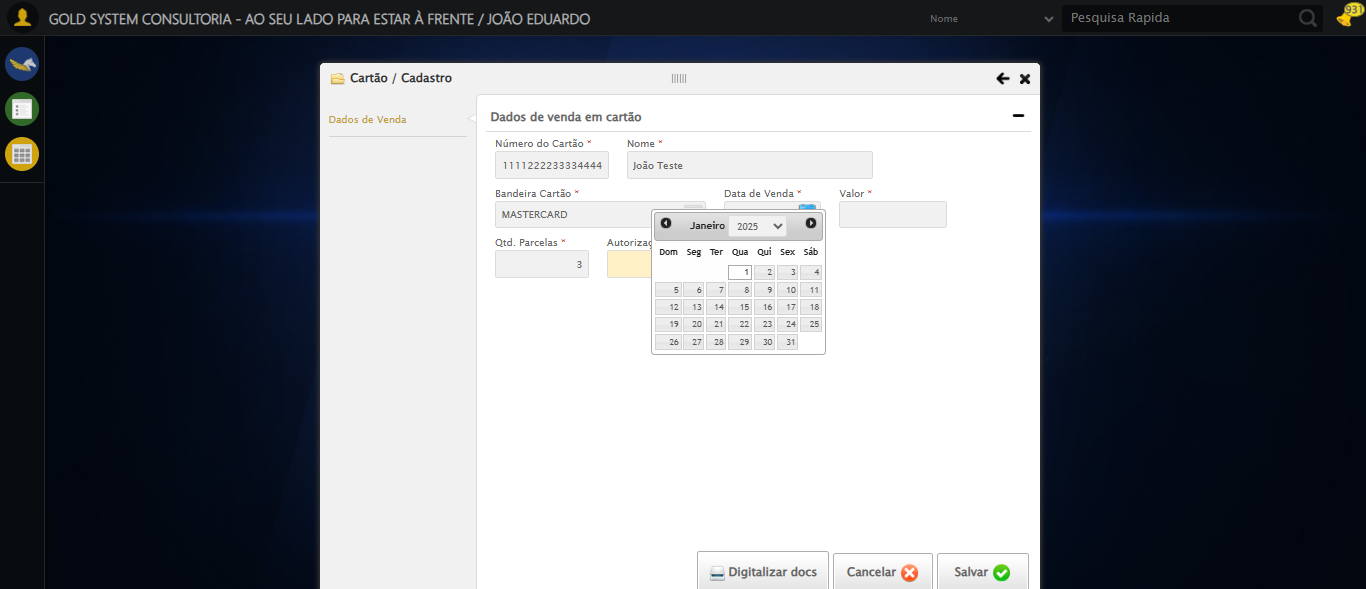 GOLD SYSTEM CONSULTORIA - AO SEU LADO PARA ESTAR À FRENTE / JOÃO EDUARDO
Nome
Pesquisa Rapida
931
Cartão / Cadastro
Dados de Venda
Dados de venda em cartão
Número do Cartão * Nome *
1111222233334444 João Teste
Bandeira Cartão * Data de Venda * Valor *
MASTERCARD
Qtd. Parcelas * Autorizaç
3
Janeiro 2025
Dom Seg Ter Qua Qui Sex Sáb
1 2 3 4
5 6 7 8 9 10 11
12 13 14 15 16 17 18
19 20 21 22 23 24 25
26 27 28 29 30 31
Digitalizar docs Cancelar Salvar